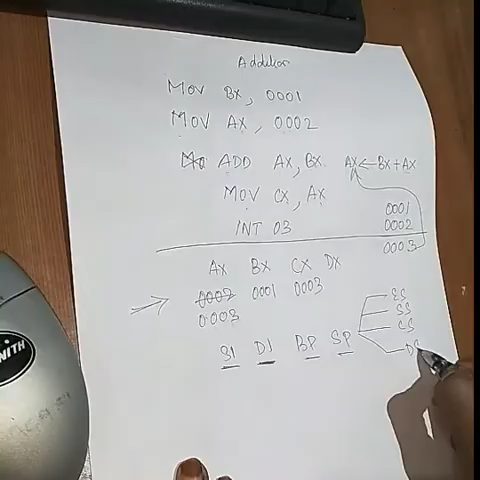 Addition
MOV BX, 0001
MOV AX, 0002
ADD AX, BX AX ← BX + AX
MOV CX, AX
0001
INT 03 0002
0003
AX BX CX DX
0002 0001 0003
0003
ES
SS
CS
SI DI BP SP
DS
NITH